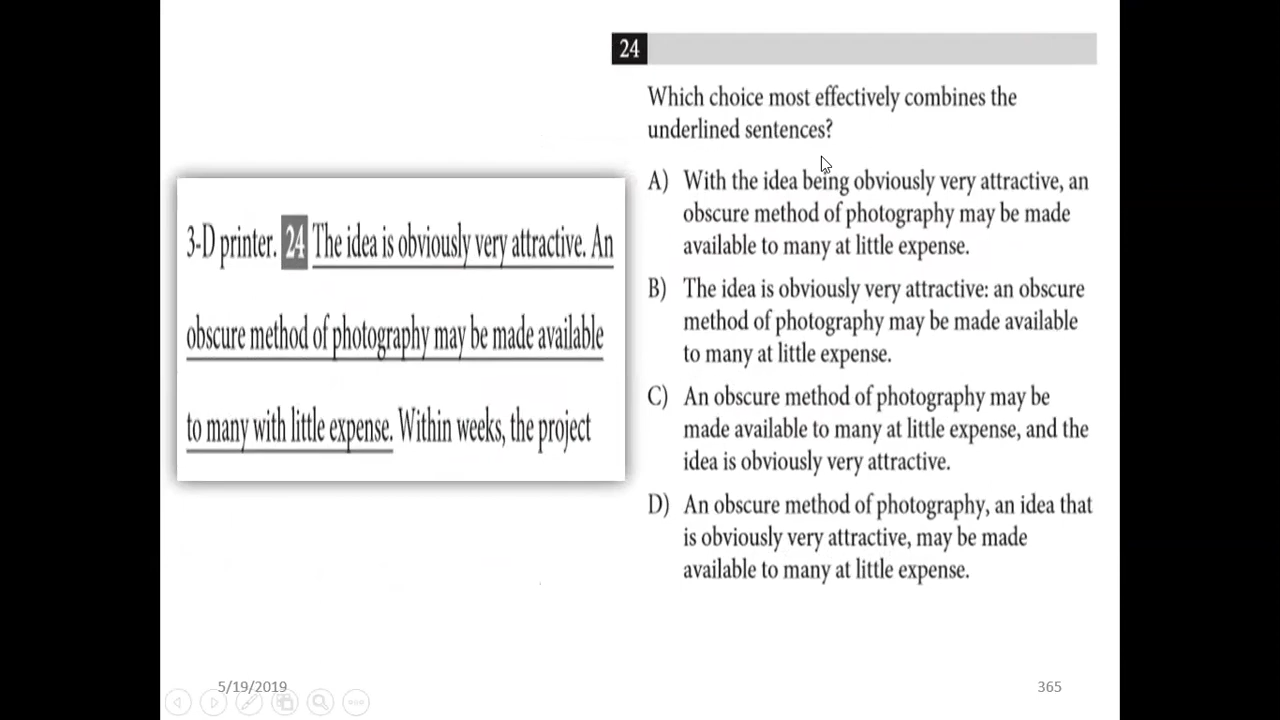 24
Which choice most effectively combines the
underlined sentences?
A) With the idea being obviously very attractive, an
obscure method of photography may be made
available to many at little expense.
B) The idea is obviously very attractive: an obscure
method of photography may be made available
to many at little expense.
C) An obscure method of photography may be
made available to many at little expense, and the
idea is obviously very attractive.
D) An obscure method of photography, an idea that
is obviously very attractive, may be made
available to many at little expense.
3-D printer. 24 The idea is obviously very attractive. An
obscure method of photography may be made available
to many with little expense. Within weeks, the project
5/19/2019
365